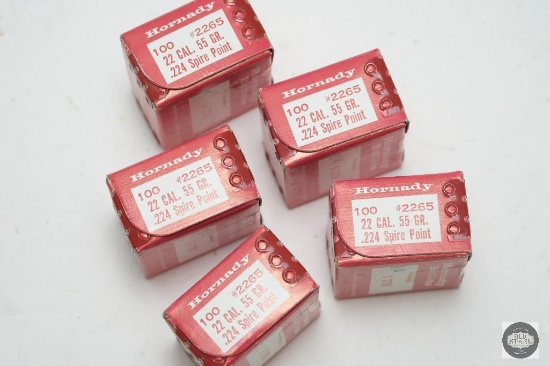 Hornady
100 #2265
22 CAL. 55 GR.
.224 Spire Point
Hornady
100 #2265
22 CAL. 55 GR.
.224 Spire Point
Hornady
100 #2265
22 CAL. 55 GR.
.224 Spire Point
Hornady
100 #2265
22 CAL. 55 GR.
.224 Spire Point
Hornady
100 #2265
22 CAL. 55 GR.
.224 Spire Point
OLD STEEL